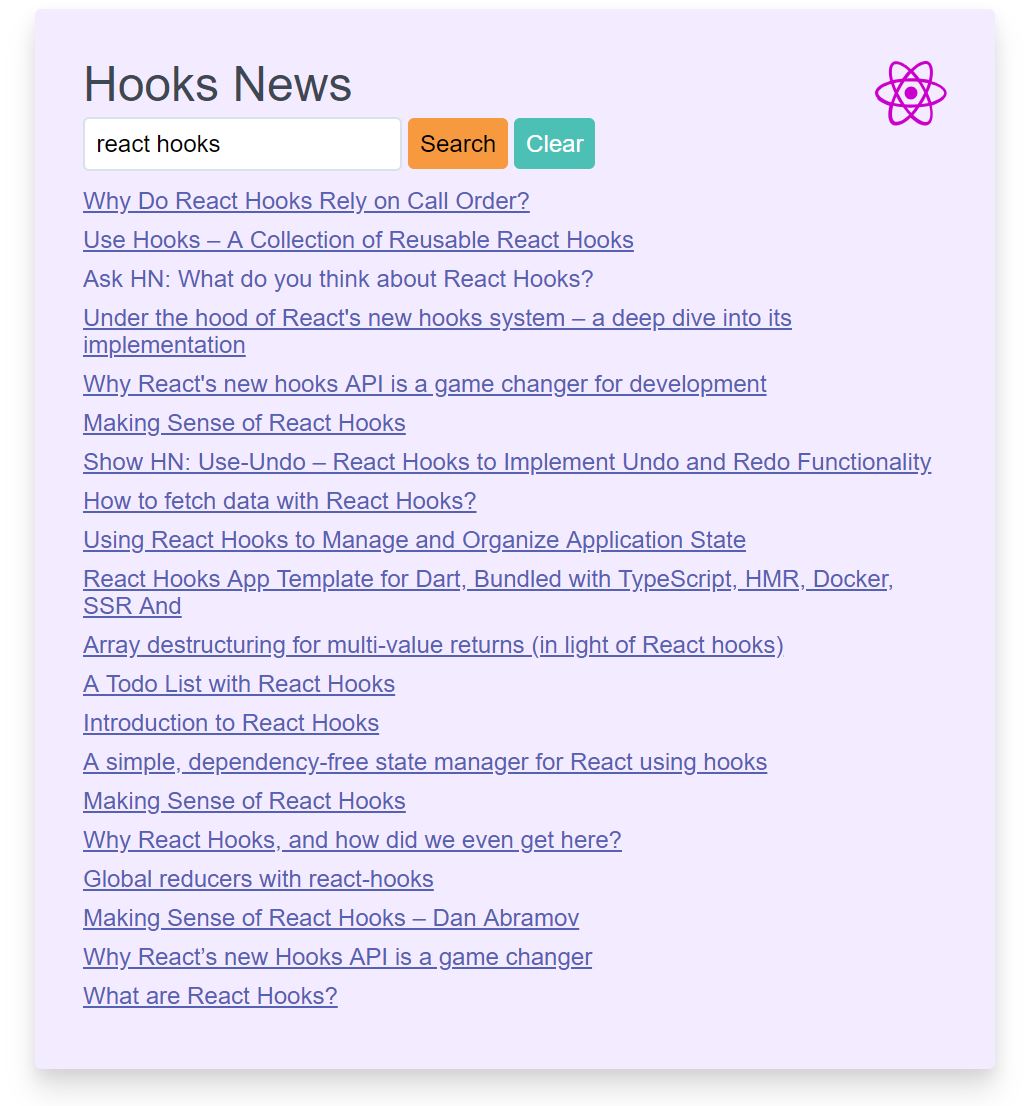 Hooks News
react hooks Search Clear
Why Do React Hooks Rely on Call Order?
Use Hooks – A Collection of Reusable React Hooks
Ask HN: What do you think about React Hooks?
Under the hood of React's new hooks system – a deep dive into its
implementation
Why React's new hooks API is a game changer for development
Making Sense of React Hooks
Show HN: Use-Undo – React Hooks to Implement Undo and Redo Functionality
How to fetch data with React Hooks?
Using React Hooks to Manage and Organize Application State
React Hooks App Template for Dart, Bundled with TypeScript, HMR, Docker,
SSR And
Array destructuring for multi-value returns (in light of React hooks)
A Todo List with React Hooks
Introduction to React Hooks
A simple, dependency-free state manager for React using hooks
Making Sense of React Hooks
Why React Hooks, and how did we even get here?
Global reducers with react-hooks
Making Sense of React Hooks – Dan Abramov
Why React’s new Hooks API is a game changer
What are React Hooks?